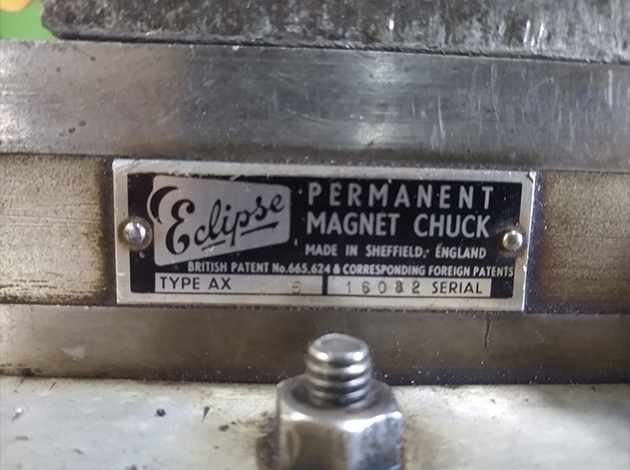 Eclipse
PERMANENT
MAGNET CHUCK
MADE IN SHEFFIELD, ENGLAND
BRITISH PATENT No.665,624 & CORRESPONDING FOREIGN PATENTS
TYPE AX 16082 SERIAL